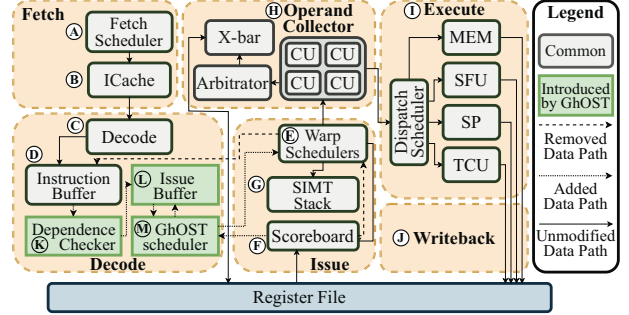 Fetch
A
Fetch
Scheduler
B
ICache
C
Decode
D
Instruction
Buffer
L
Issue
Buffer
Dependence
K Checker
M GhOST
scheduler
Decode
H Operand
Collector
X-bar
Arbitrator
CU CU
CU CU
E Warp
Schedulers
G
SIMT
Stack
F
Scoreboard
Issue
I Execute
Dispatch
Scheduler
MEM
SFU
SP
TCU
J Writeback
Register File
Legend
Common
Introduced
by GhOST
Removed
Data Path
Added
Data Path
Unmodified
Data Path